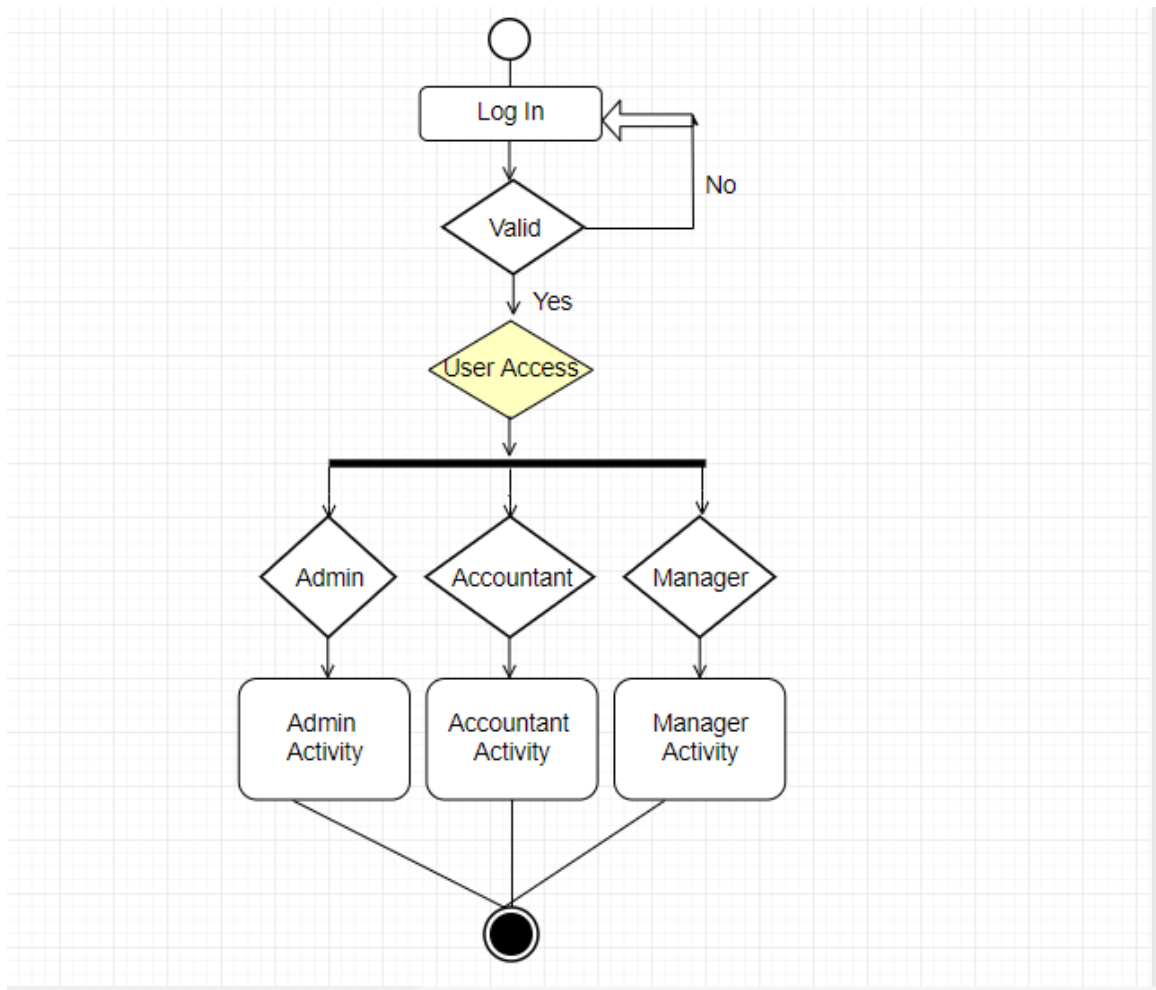 Log In
No
Valid
Yes
User Access
Admin
Accountant
Manager
Admin
Activity
Accountant
Activity
Manager
Activity